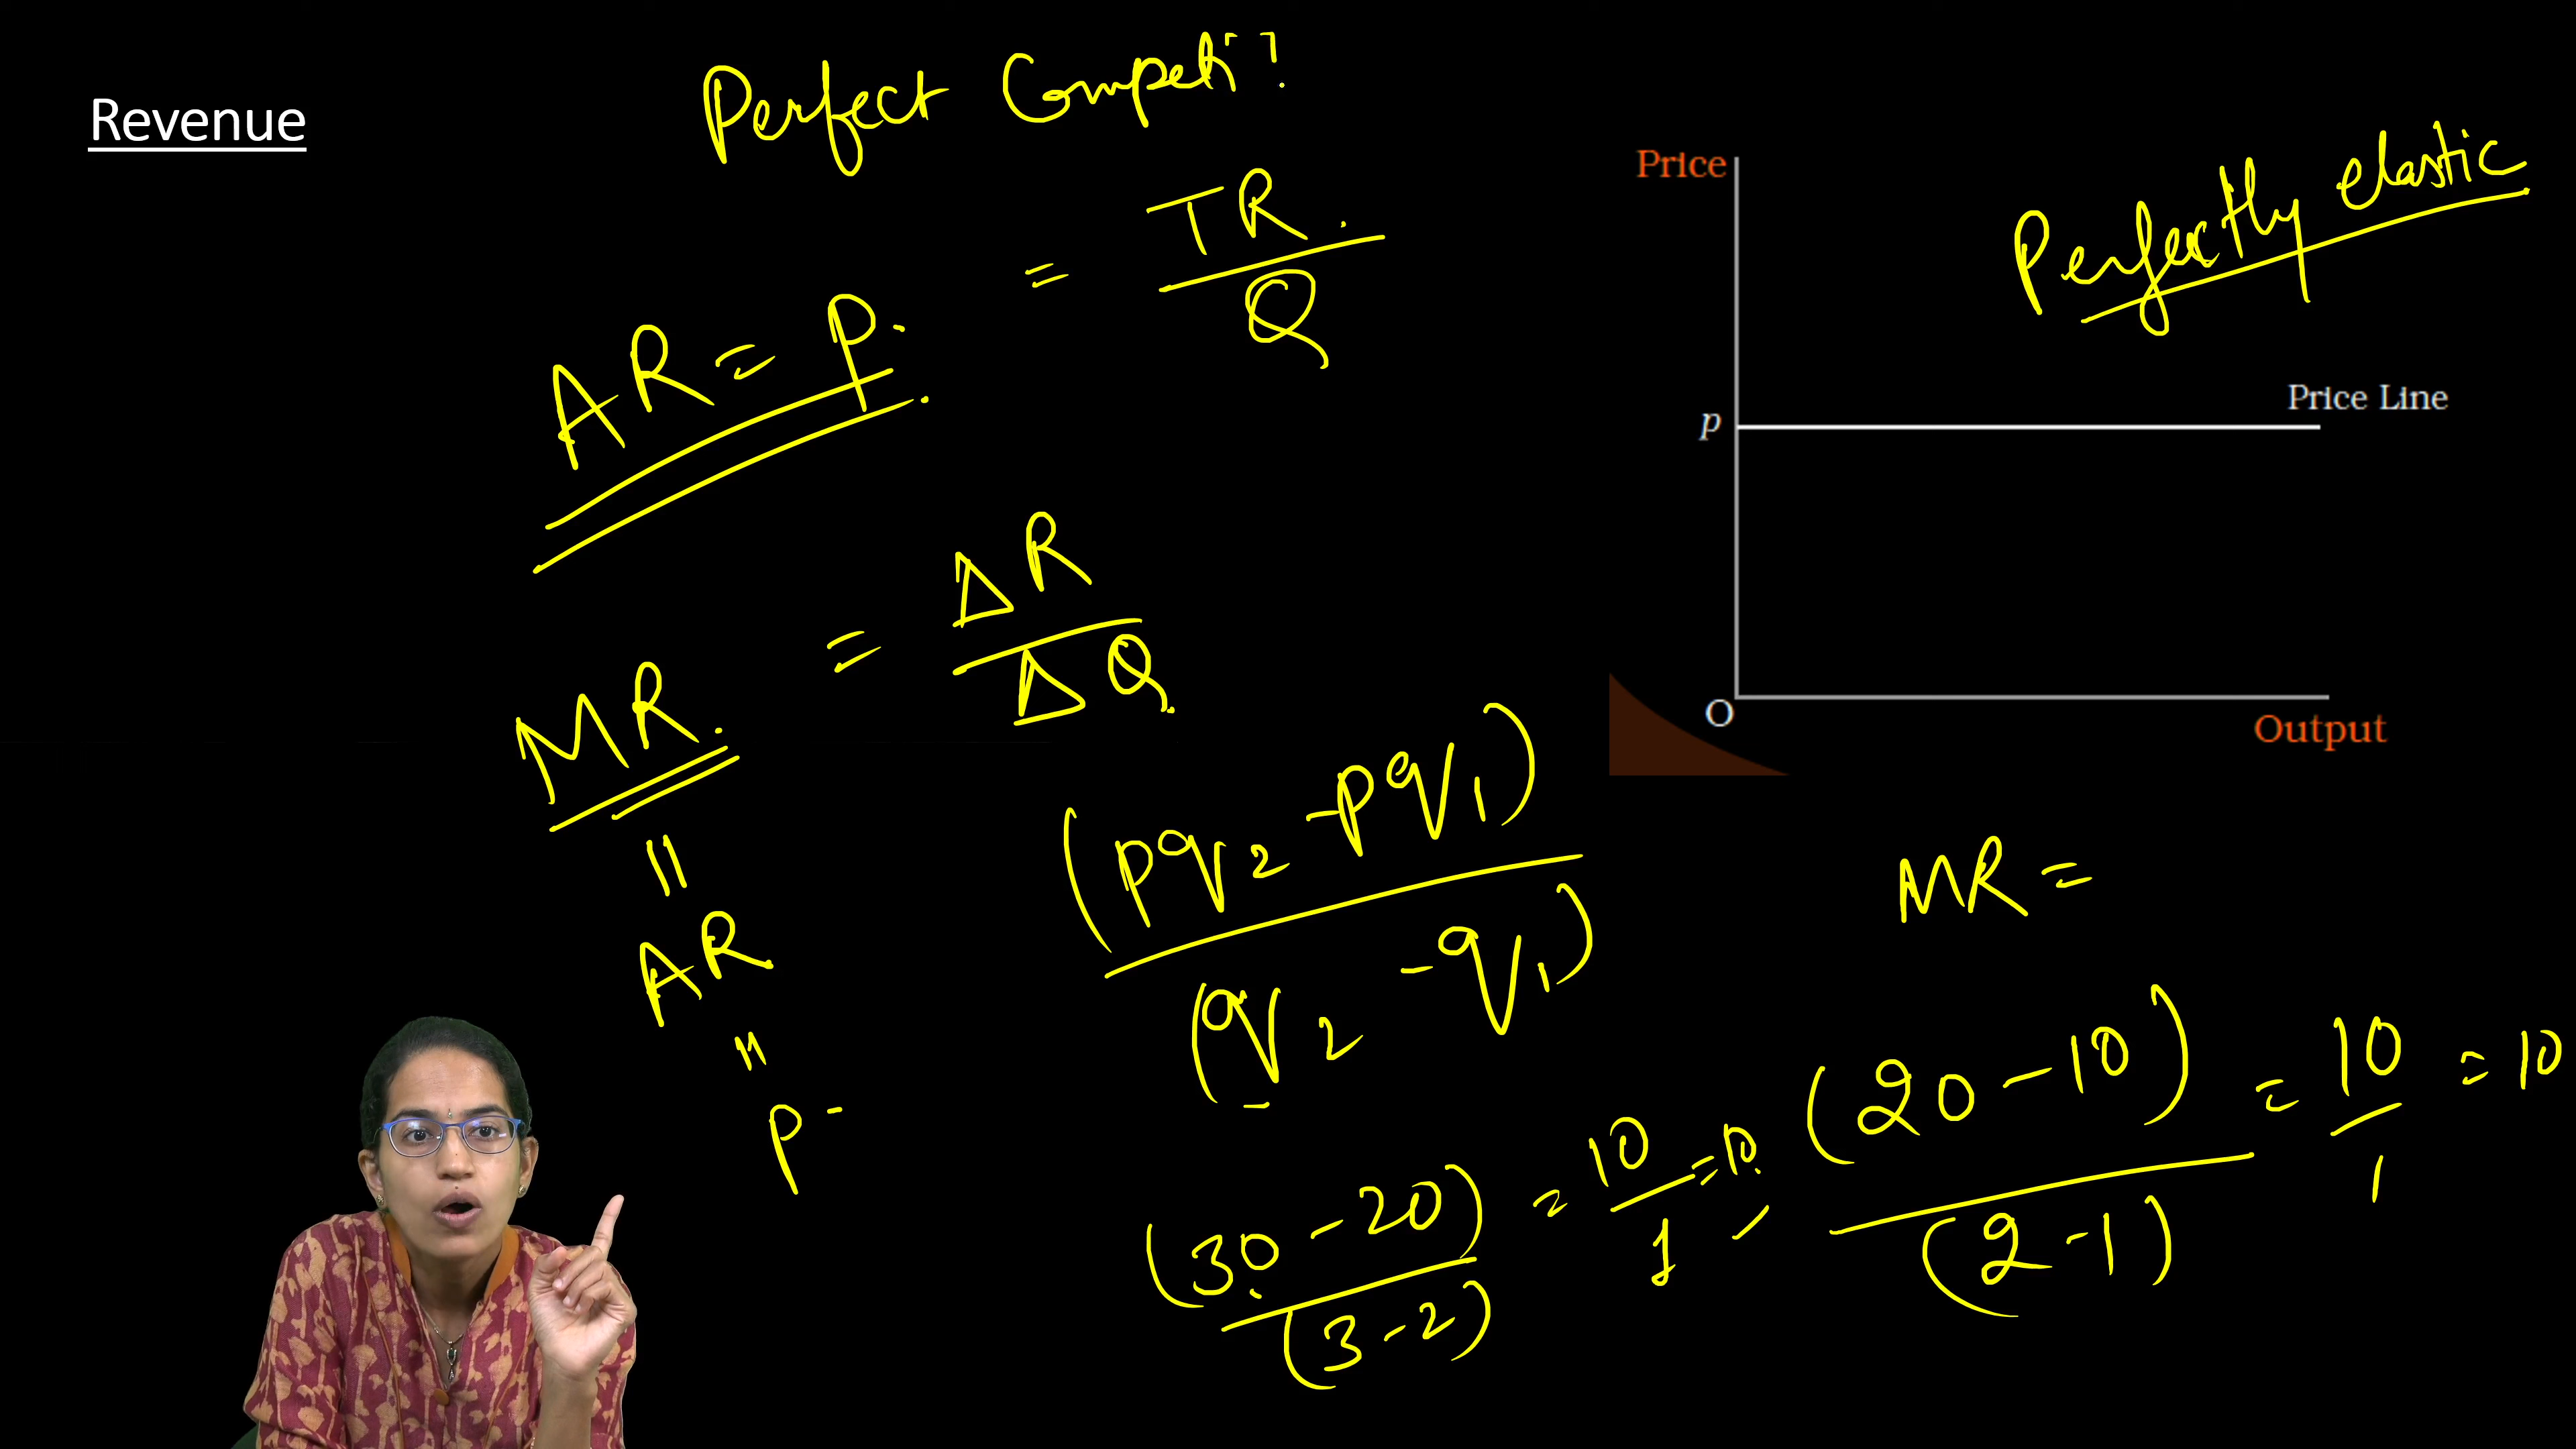 Revenue
Perfect Competi
AR = P. = TR. / Q
MR. = ΔR / ΔQ
(pq2 - pq1) / (q2 - q1)
||
AR
||
P
(30 - 20) / (3 - 2) = 10 / 1 = 10.
Perfectly elastic
Price
Price Line
p
O
Output
MR =
(20 - 10) / (2 - 1) = 10 / 1 = 10